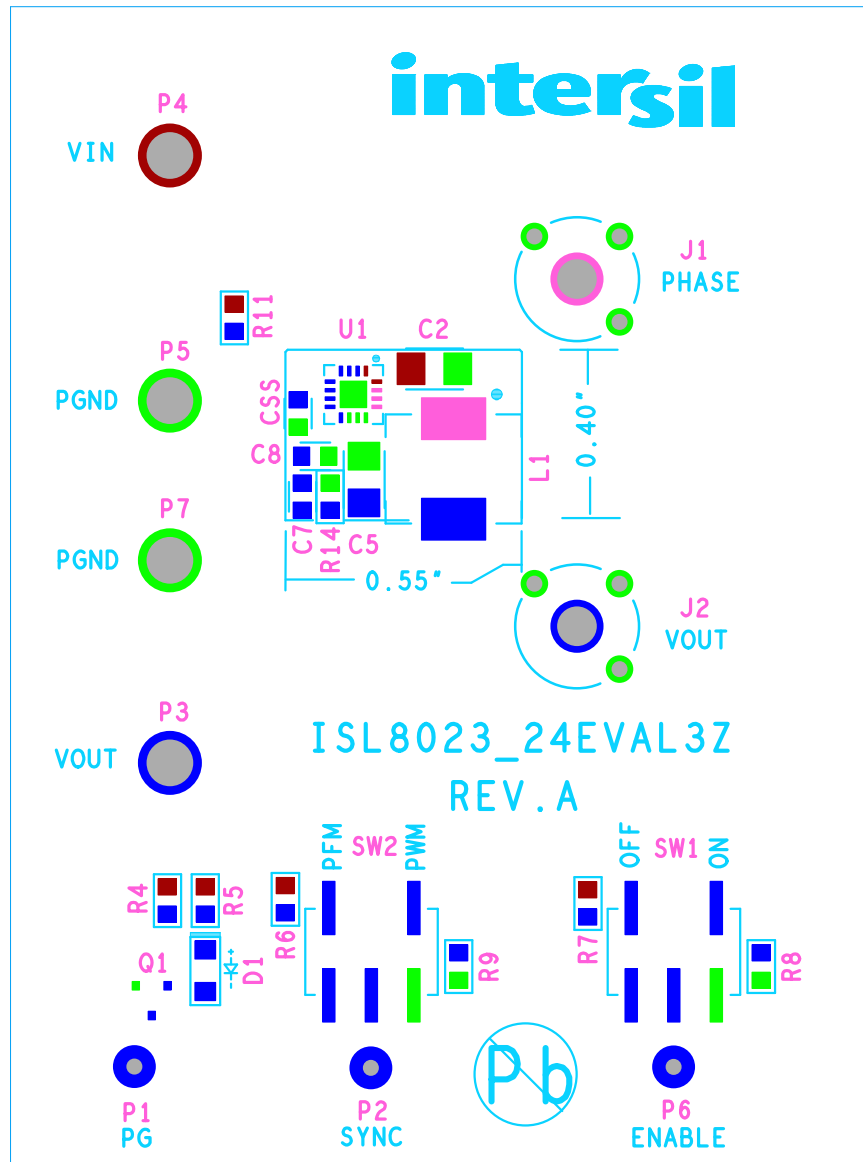 intersil
P4
VIN
J1
PHASE
R11
U1
C2
P5
PGND
CSS
0.40"
C8
L1
P7
PGND
C7
R14
C5
0.55"
J2
VOUT
P3
VOUT
ISL8023_24EVAL3Z
REV.A
PFM
SW2
PWM
OFF
SW1
ON
R4
R5
R6
R7
R9
R8
Q1
D1
+
-
Pb
P1
PG
P2
SYNC
P6
ENABLE